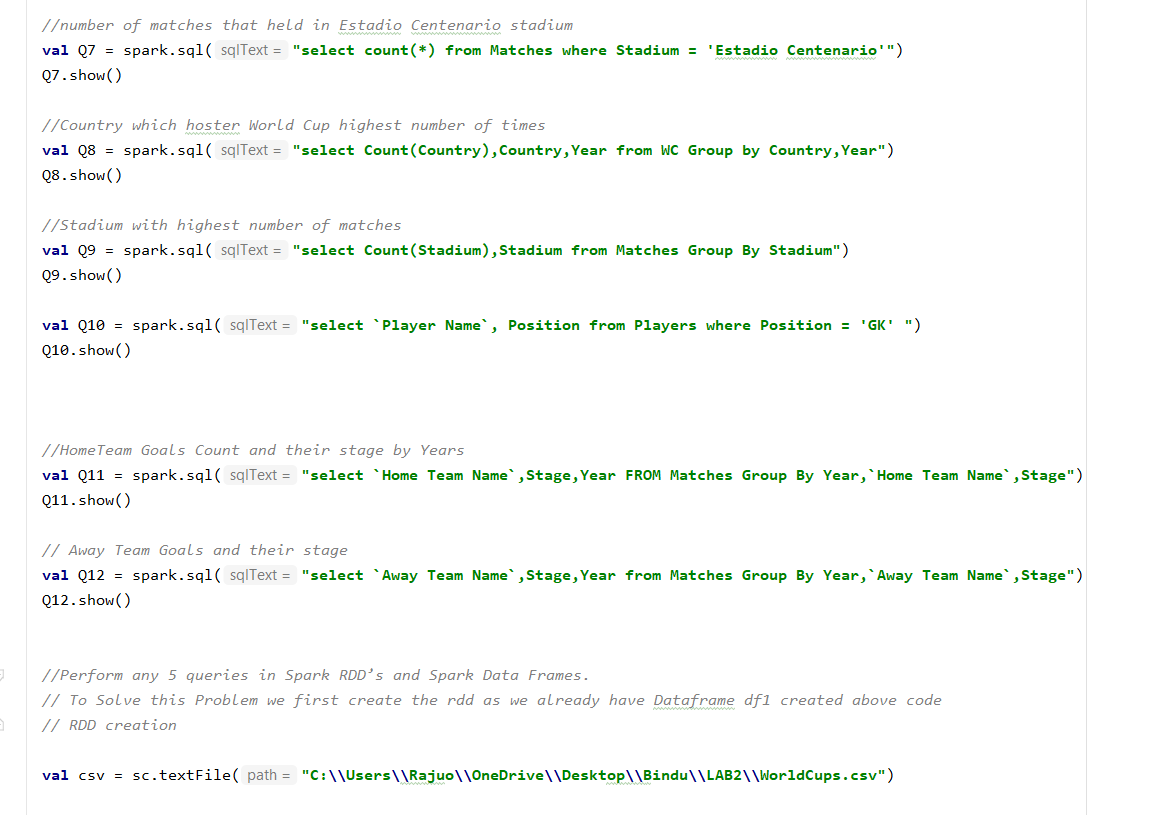 //number of matches that held in Estadio Centenario stadium
val Q7 = spark.sql( sqlText = "select count(*) from Matches where Stadium = 'Estadio Centenario'")
Q7.show()
//Country which hoster World Cup highest number of times
val Q8 = spark.sql( sqlText = "select Count(Country),Country,Year from WC Group by Country,Year")
Q8.show()
//Stadium with highest number of matches
val Q9 = spark.sql( sqlText = "select Count(Stadium),Stadium from Matches Group By Stadium")
Q9.show()
val Q10 = spark.sql( sqlText = "select `Player Name`, Position from Players where Position = 'GK' ")
Q10.show()
//HomeTeam Goals Count and their stage by Years
val Q11 = spark.sql( sqlText = "select `Home Team Name`,Stage,Year FROM Matches Group By Year,`Home Team Name`,Stage")
Q11.show()
// Away Team Goals and their stage
val Q12 = spark.sql( sqlText = "select `Away Team Name`,Stage,Year from Matches Group By Year,`Away Team Name`,Stage")
Q12.show()
//Perform any 5 queries in Spark RDD’s and Spark Data Frames.
// To Solve this Problem we first create the rdd as we already have Dataframe df1 created above code
// RDD creation
val csv = sc.textFile( path = "C:\\Users\\Rajuo\\OneDrive\\Desktop\\Bindu\\LAB2\\WorldCups.csv")